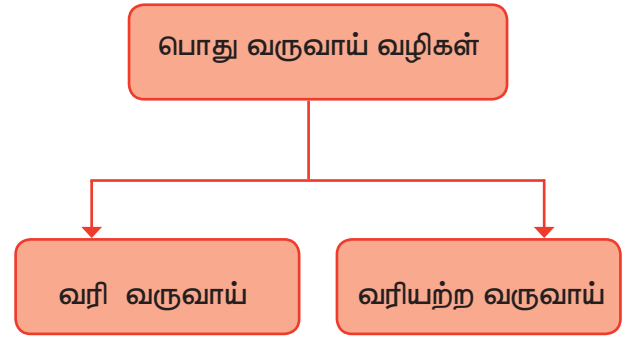 பொது வருவாய் வழிகள்
வரி வருவாய்
வரியற்ற வருவாய்